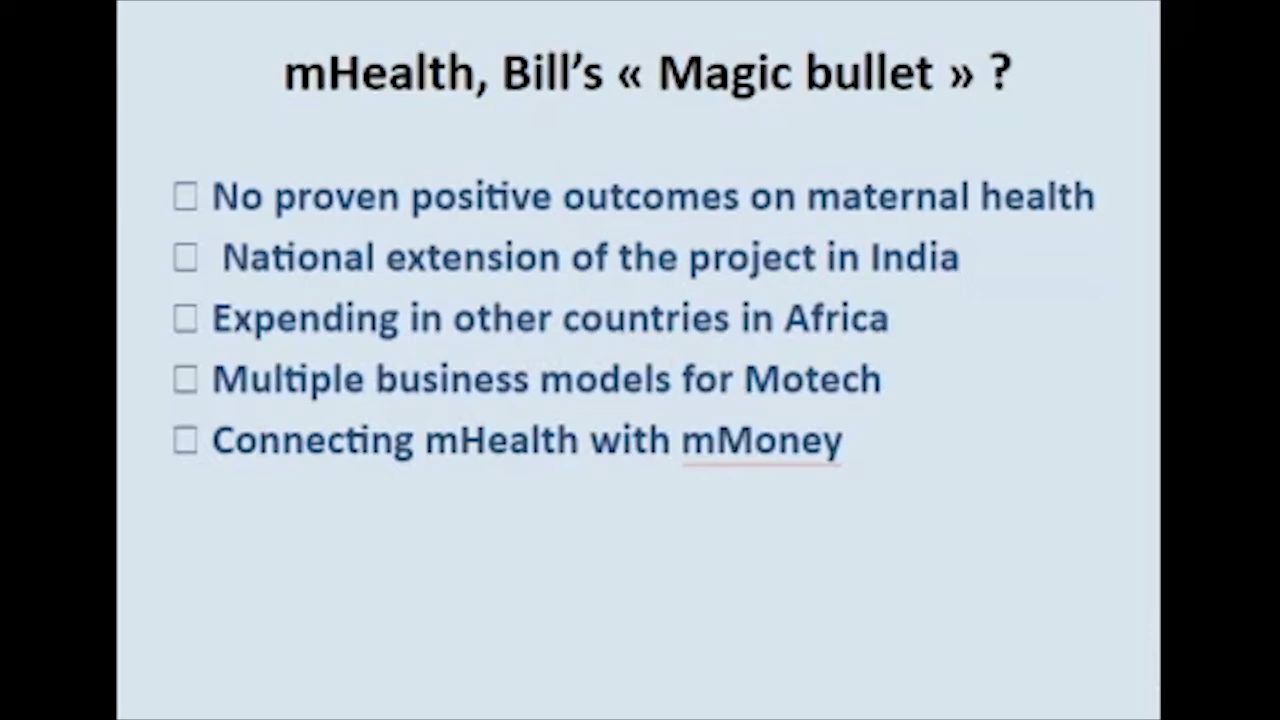 mHealth, Bill’s « Magic bullet » ?
No proven positive outcomes on maternal health
National extension of the project in India
Expending in other countries in Africa
Multiple business models for Motech
Connecting mHealth with mMoney